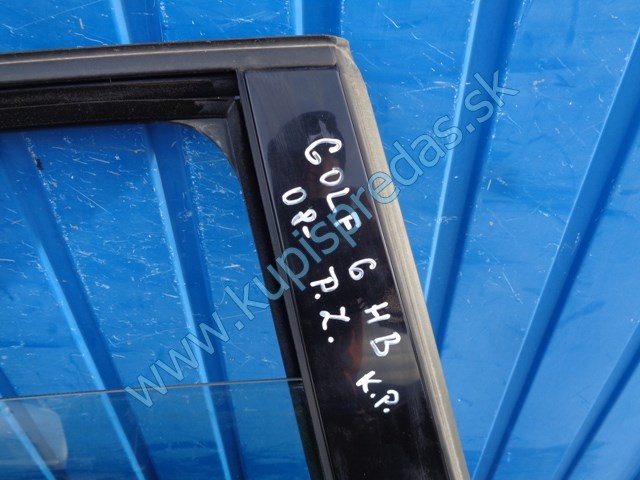 GOLF 6 HB K.P.
08- P.Z.
www.kupispredas.sk